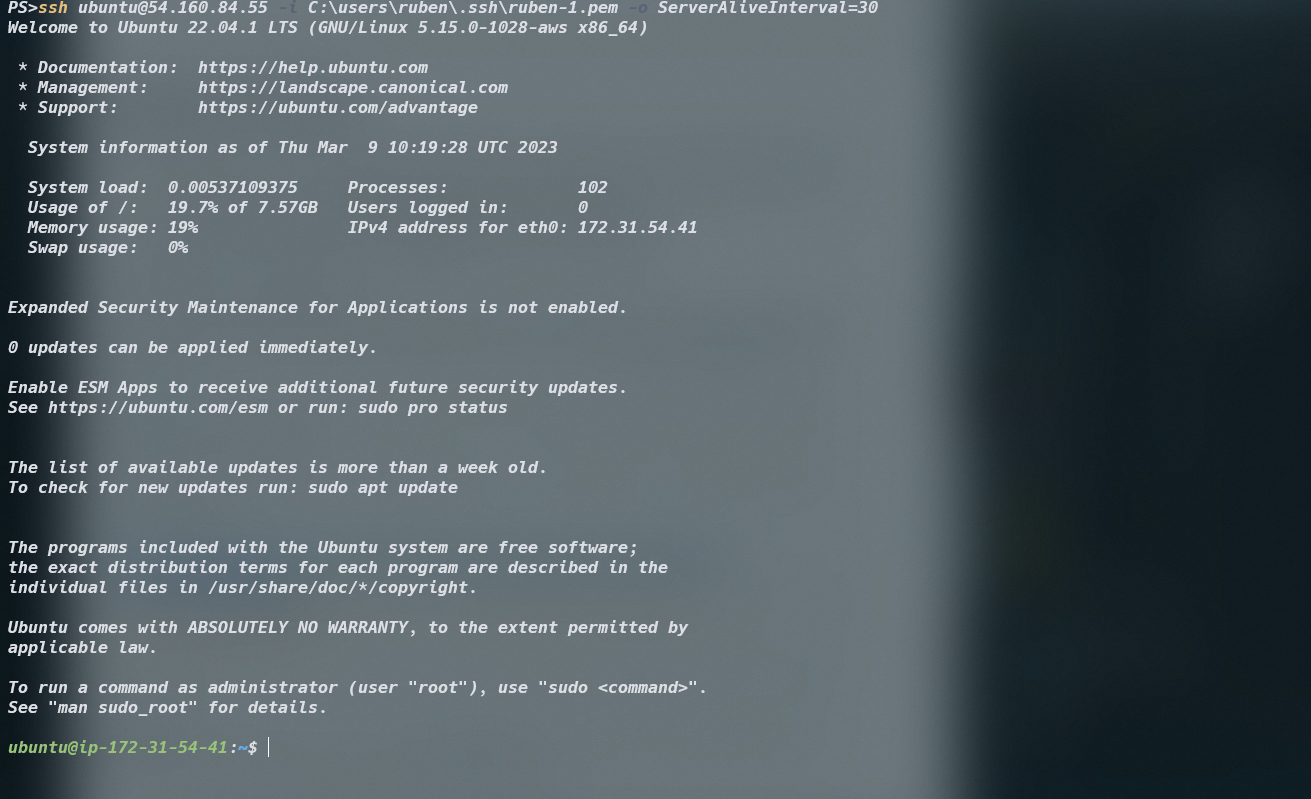 PS>ssh ubuntu@54.160.84.55 -i C:\users\ruben\.ssh\ruben-1.pem -o ServerAliveInterval=30
Welcome to Ubuntu 22.04.1 LTS (GNU/Linux 5.15.0-1028-aws x86_64)

 * Documentation:  https://help.ubuntu.com
 * Management:     https://landscape.canonical.com
 * Support:        https://ubuntu.com/advantage

  System information as of Thu Mar  9 10:19:28 UTC 2023

  System load:  0.00537109375     Processes:             102
  Usage of /:   19.7% of 7.57GB   Users logged in:       0
  Memory usage: 19%               IPv4 address for eth0: 172.31.54.41
  Swap usage:   0%

Expanded Security Maintenance for Applications is not enabled.

0 updates can be applied immediately.

Enable ESM Apps to receive additional future security updates.
See https://ubuntu.com/esm or run: sudo pro status

The list of available updates is more than a week old.
To check for new updates run: sudo apt update

The programs included with the Ubuntu system are free software;
the exact distribution terms for each program are described in the
individual files in /usr/share/doc/*/copyright.

Ubuntu comes with ABSOLUTELY NO WARRANTY, to the extent permitted by
applicable law.

To run a command as administrator (user "root"), use "sudo <command>".
See "man sudo_root" for details.

ubuntu@ip-172-31-54-41:~$